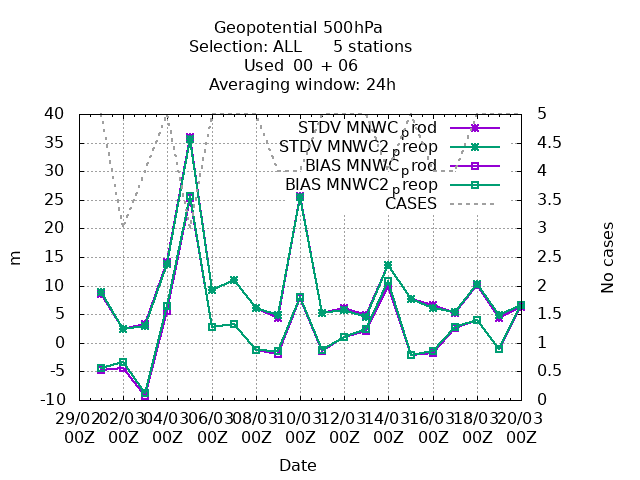 Geopotential 500hPa
Selection: ALL 5 stations
Used 00 + 06
Averaging window: 24h
40 35 30 25 20 15 10 5 0 -5 -10
m
5 4.5 4 3.5 3 2.5 2 1.5 1 0.5 0
No cases
STDV MNWC_prod
STDV MNWC2_preop
BIAS MNWC_prod
BIAS MNWC2_preop
CASES
29/02 02/03 04/03 06/03 08/03 10/03 12/03 14/03 16/03 18/03 20/03
00Z 00Z 00Z 00Z 00Z 00Z 00Z 00Z 00Z 00Z 00Z
Date